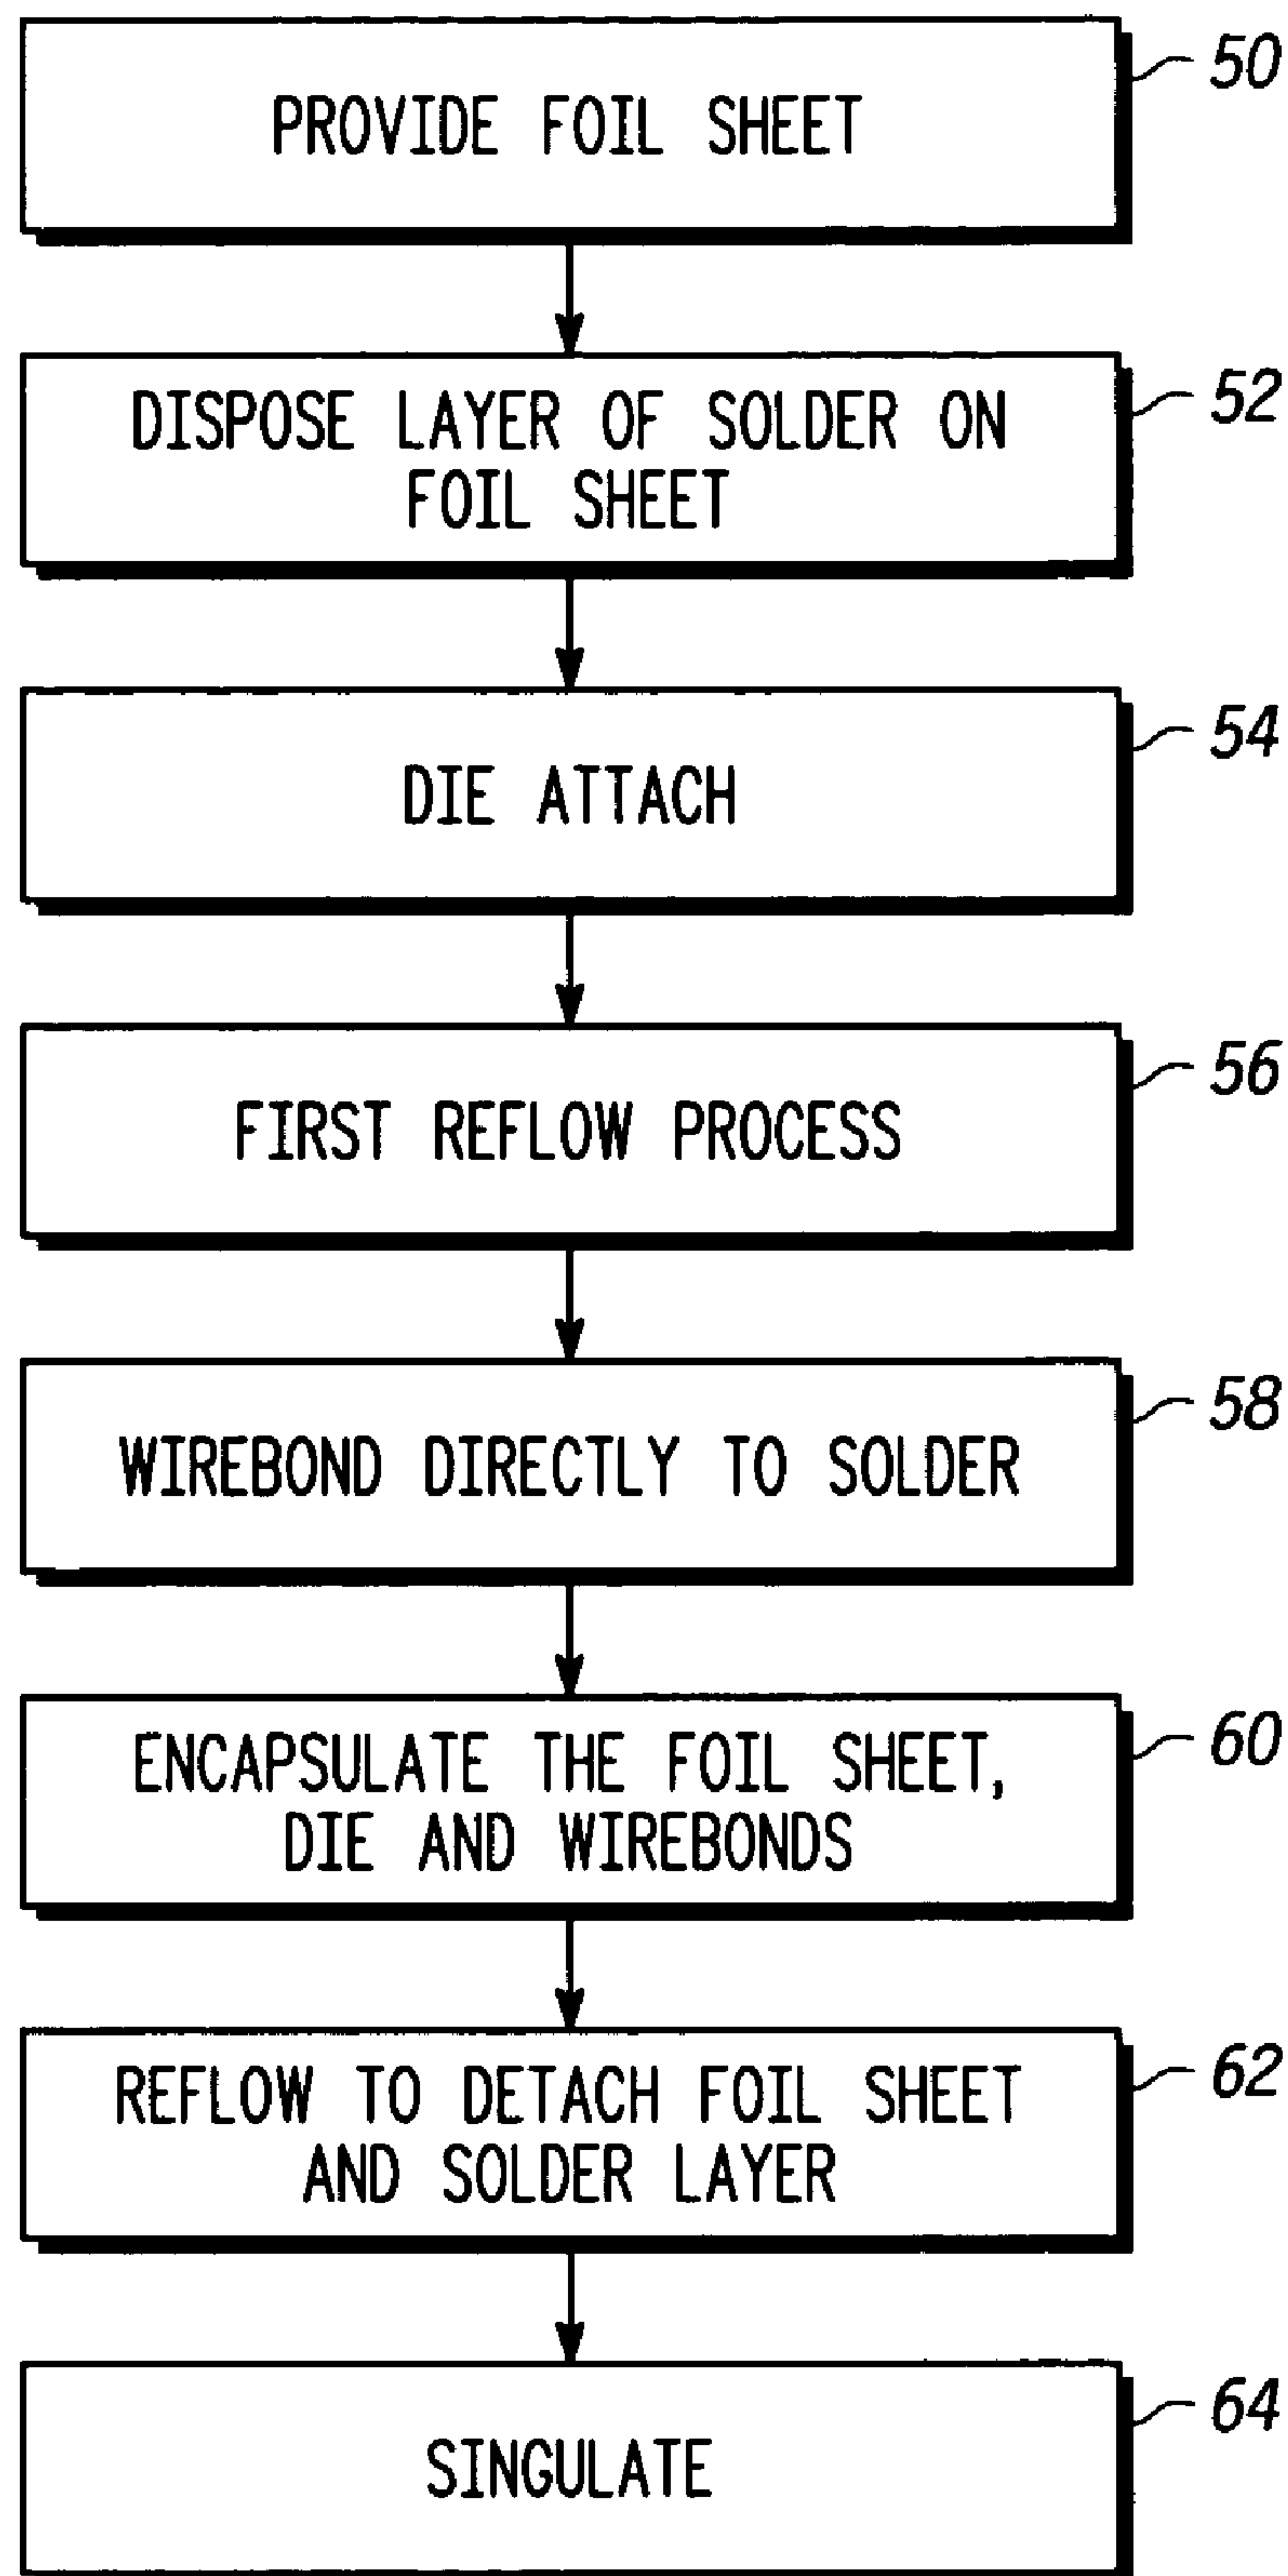 PROVIDE FOIL SHEET
50
DISPOSE LAYER OF SOLDER ON
FOIL SHEET
52
DIE ATTACH
54
FIRST REFLOW PROCESS
56
WIREBOND DIRECTLY TO SOLDER
58
ENCAPSULATE THE FOIL SHEET,
DIE AND WIREBONDS
60
REFLOW TO DETACH FOIL SHEET
AND SOLDER LAYER
62
SINGULATE
64